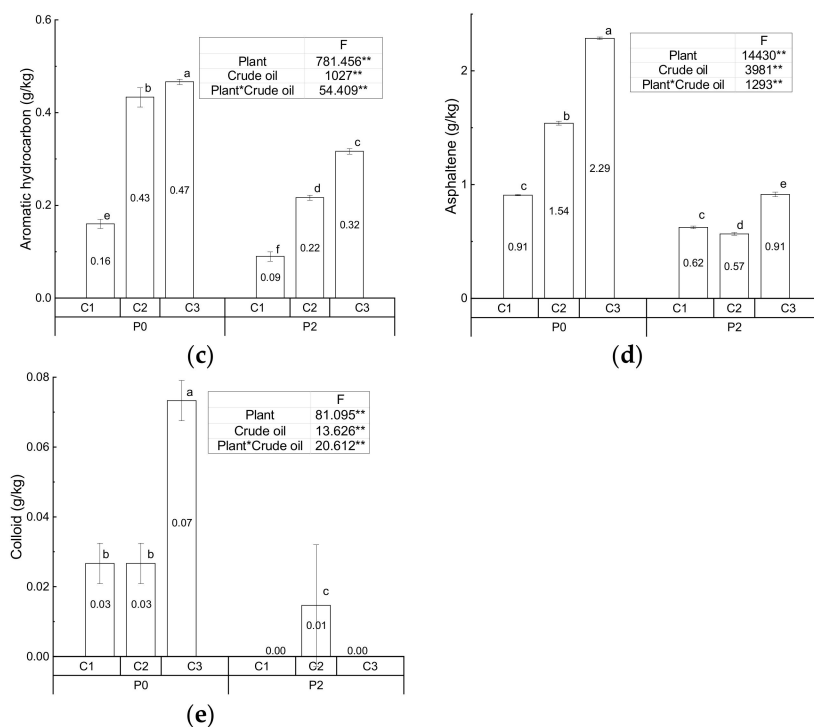 0.6
0.4
0.2
0.0
Aromatic hydrocarbon (g/kg)
F
Plant 781.456**
Crude oil 1027**
Plant*Crude oil 54.409**
e
b
a
f
d
c
0.16
0.43
0.47
0.09
0.22
0.32
C1 C2 C3 C1 C2 C3
P0 P2
(c)
2
1
0
Asphaltene (g/kg)
F
Plant 14430**
Crude oil 3981**
Plant*Crude oil 1293**
c
b
a
c
d
e
0.91
1.54
2.29
0.62
0.57
0.91
C1 C2 C3 C1 C2 C3
P0 P2
(d)
0.08
0.06
0.04
0.02
0.00
Colloid (g/kg)
F
Plant 81.095**
Crude oil 13.626**
Plant*Crude oil 20.612**
b
b
a
c
0.03
0.03
0.07
0.00
0.01
0.00
C1 C2 C3 C1 C2 C3
P0 P2
(e)